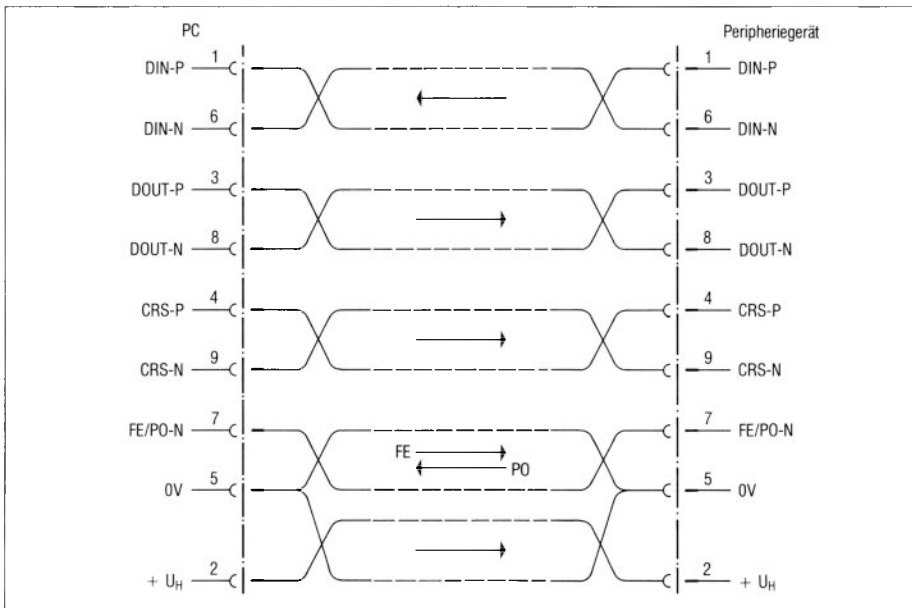 PC Peripheriegerät
DIN-P 1 1 DIN-P
DIN-N 6 6 DIN-N
DOUT-P 3 3 DOUT-P
DOUT-N 8 8 DOUT-N
CRS-P 4 4 CRS-P
CRS-N 9 9 CRS-N
FE/PO-N 7 7 FE/PO-N
FE
PO
0V 5 5 0V
+ UH 2 2 + UH